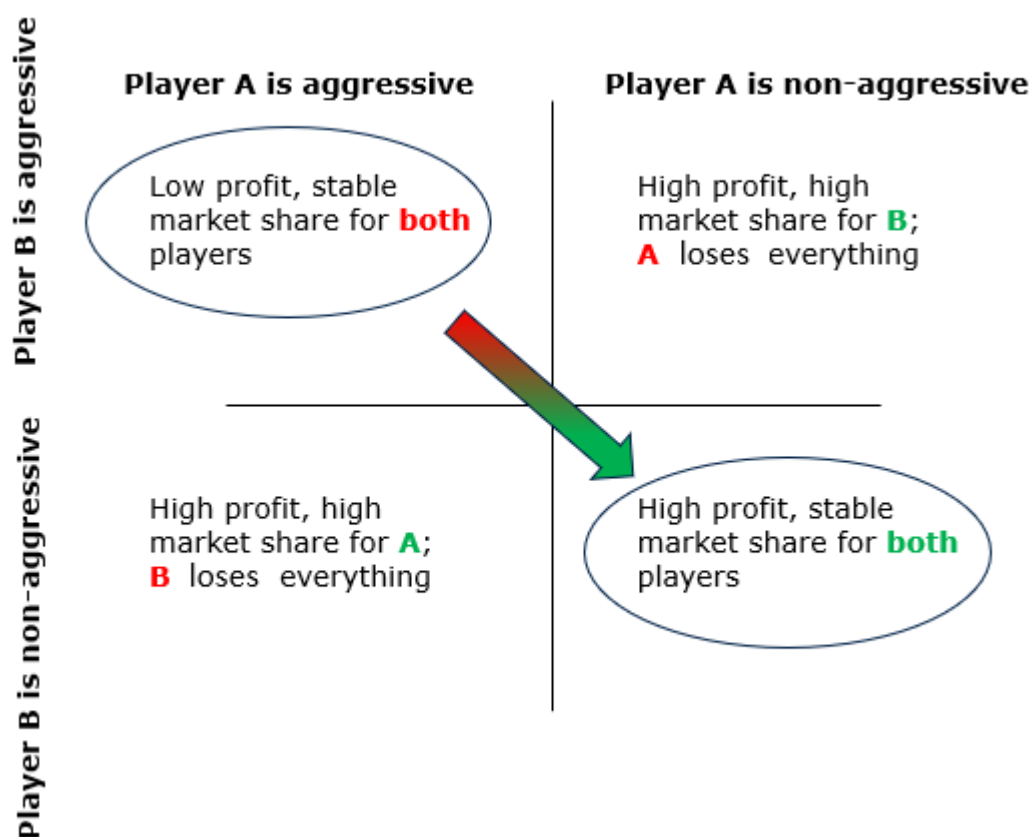 Player A is aggressive
Player A is non-aggressive
Player B is aggressive
Low profit, stable
market share for both
players
High profit, high
market share for B;
A loses everything
Player B is non-aggressive
High profit, high
market share for A;
B loses everything
High profit, stable
market share for both
players